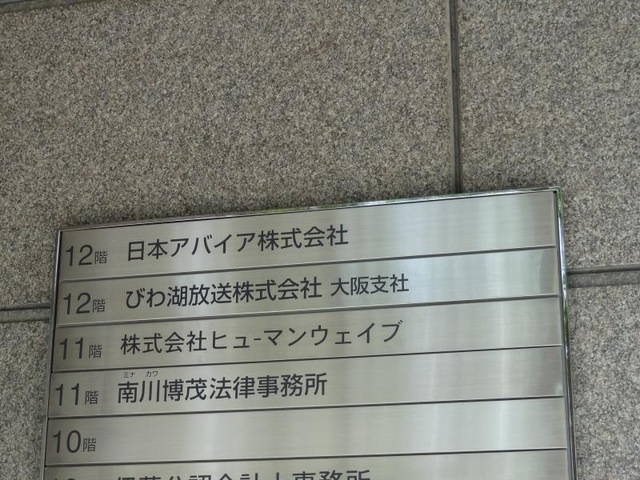 12階 日本アバイア株式会社
12階 びわ湖放送株式会社 大阪支社
11階 株式会社ヒュ-マンウェイブ
ミナ カワ
11階 南川博茂法律事務所
10階